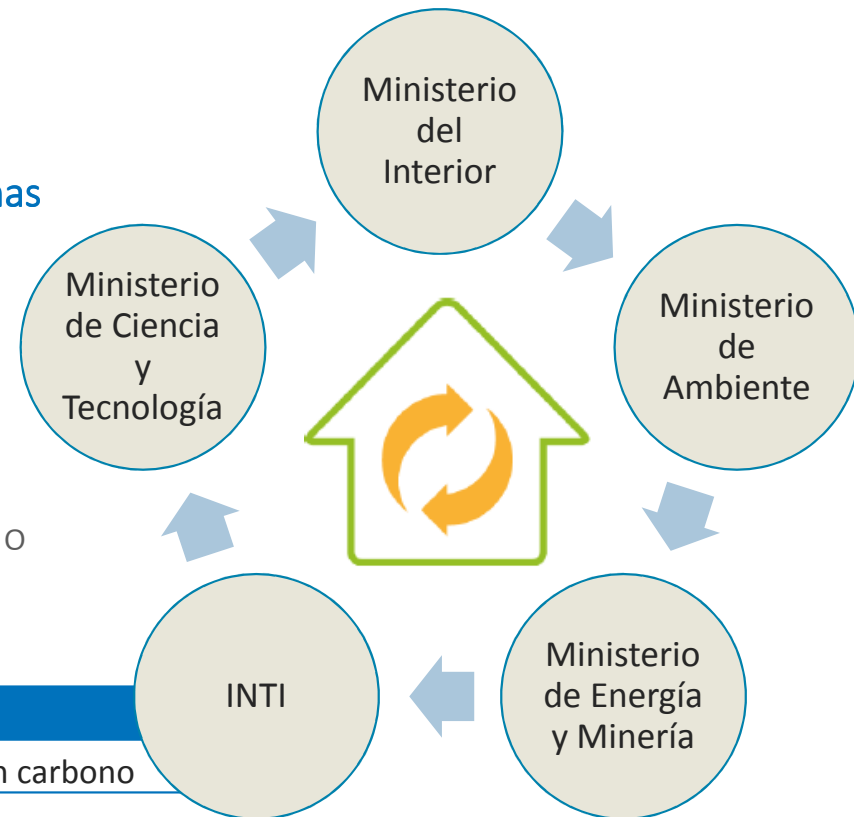 Ministerio
del
Interior
Ministerio
de Ciencia
y
Tecnología
Ministerio
de
Ambiente
INTI
Ministerio
de Energía
y Minería
carbono